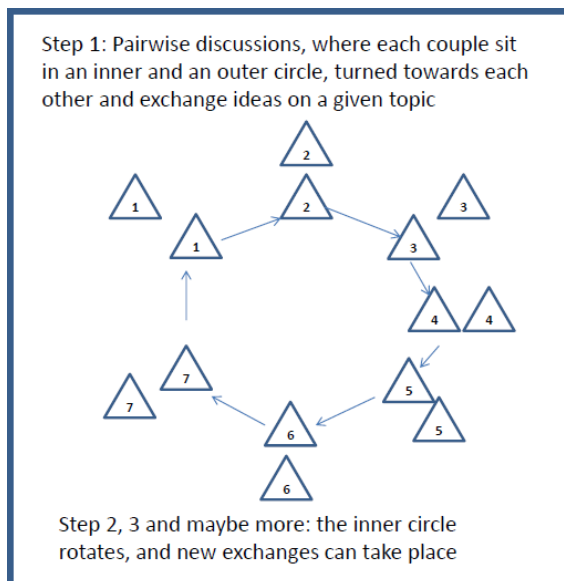 Step 1: Pairwise discussions, where each couple sit
in an inner and an outer circle, turned towards each
other and exchange ideas on a given topic
2
2
1
3
1
3
4
4
7
5
7
5
6
6
Step 2, 3 and maybe more: the inner circle
rotates, and new exchanges can take place